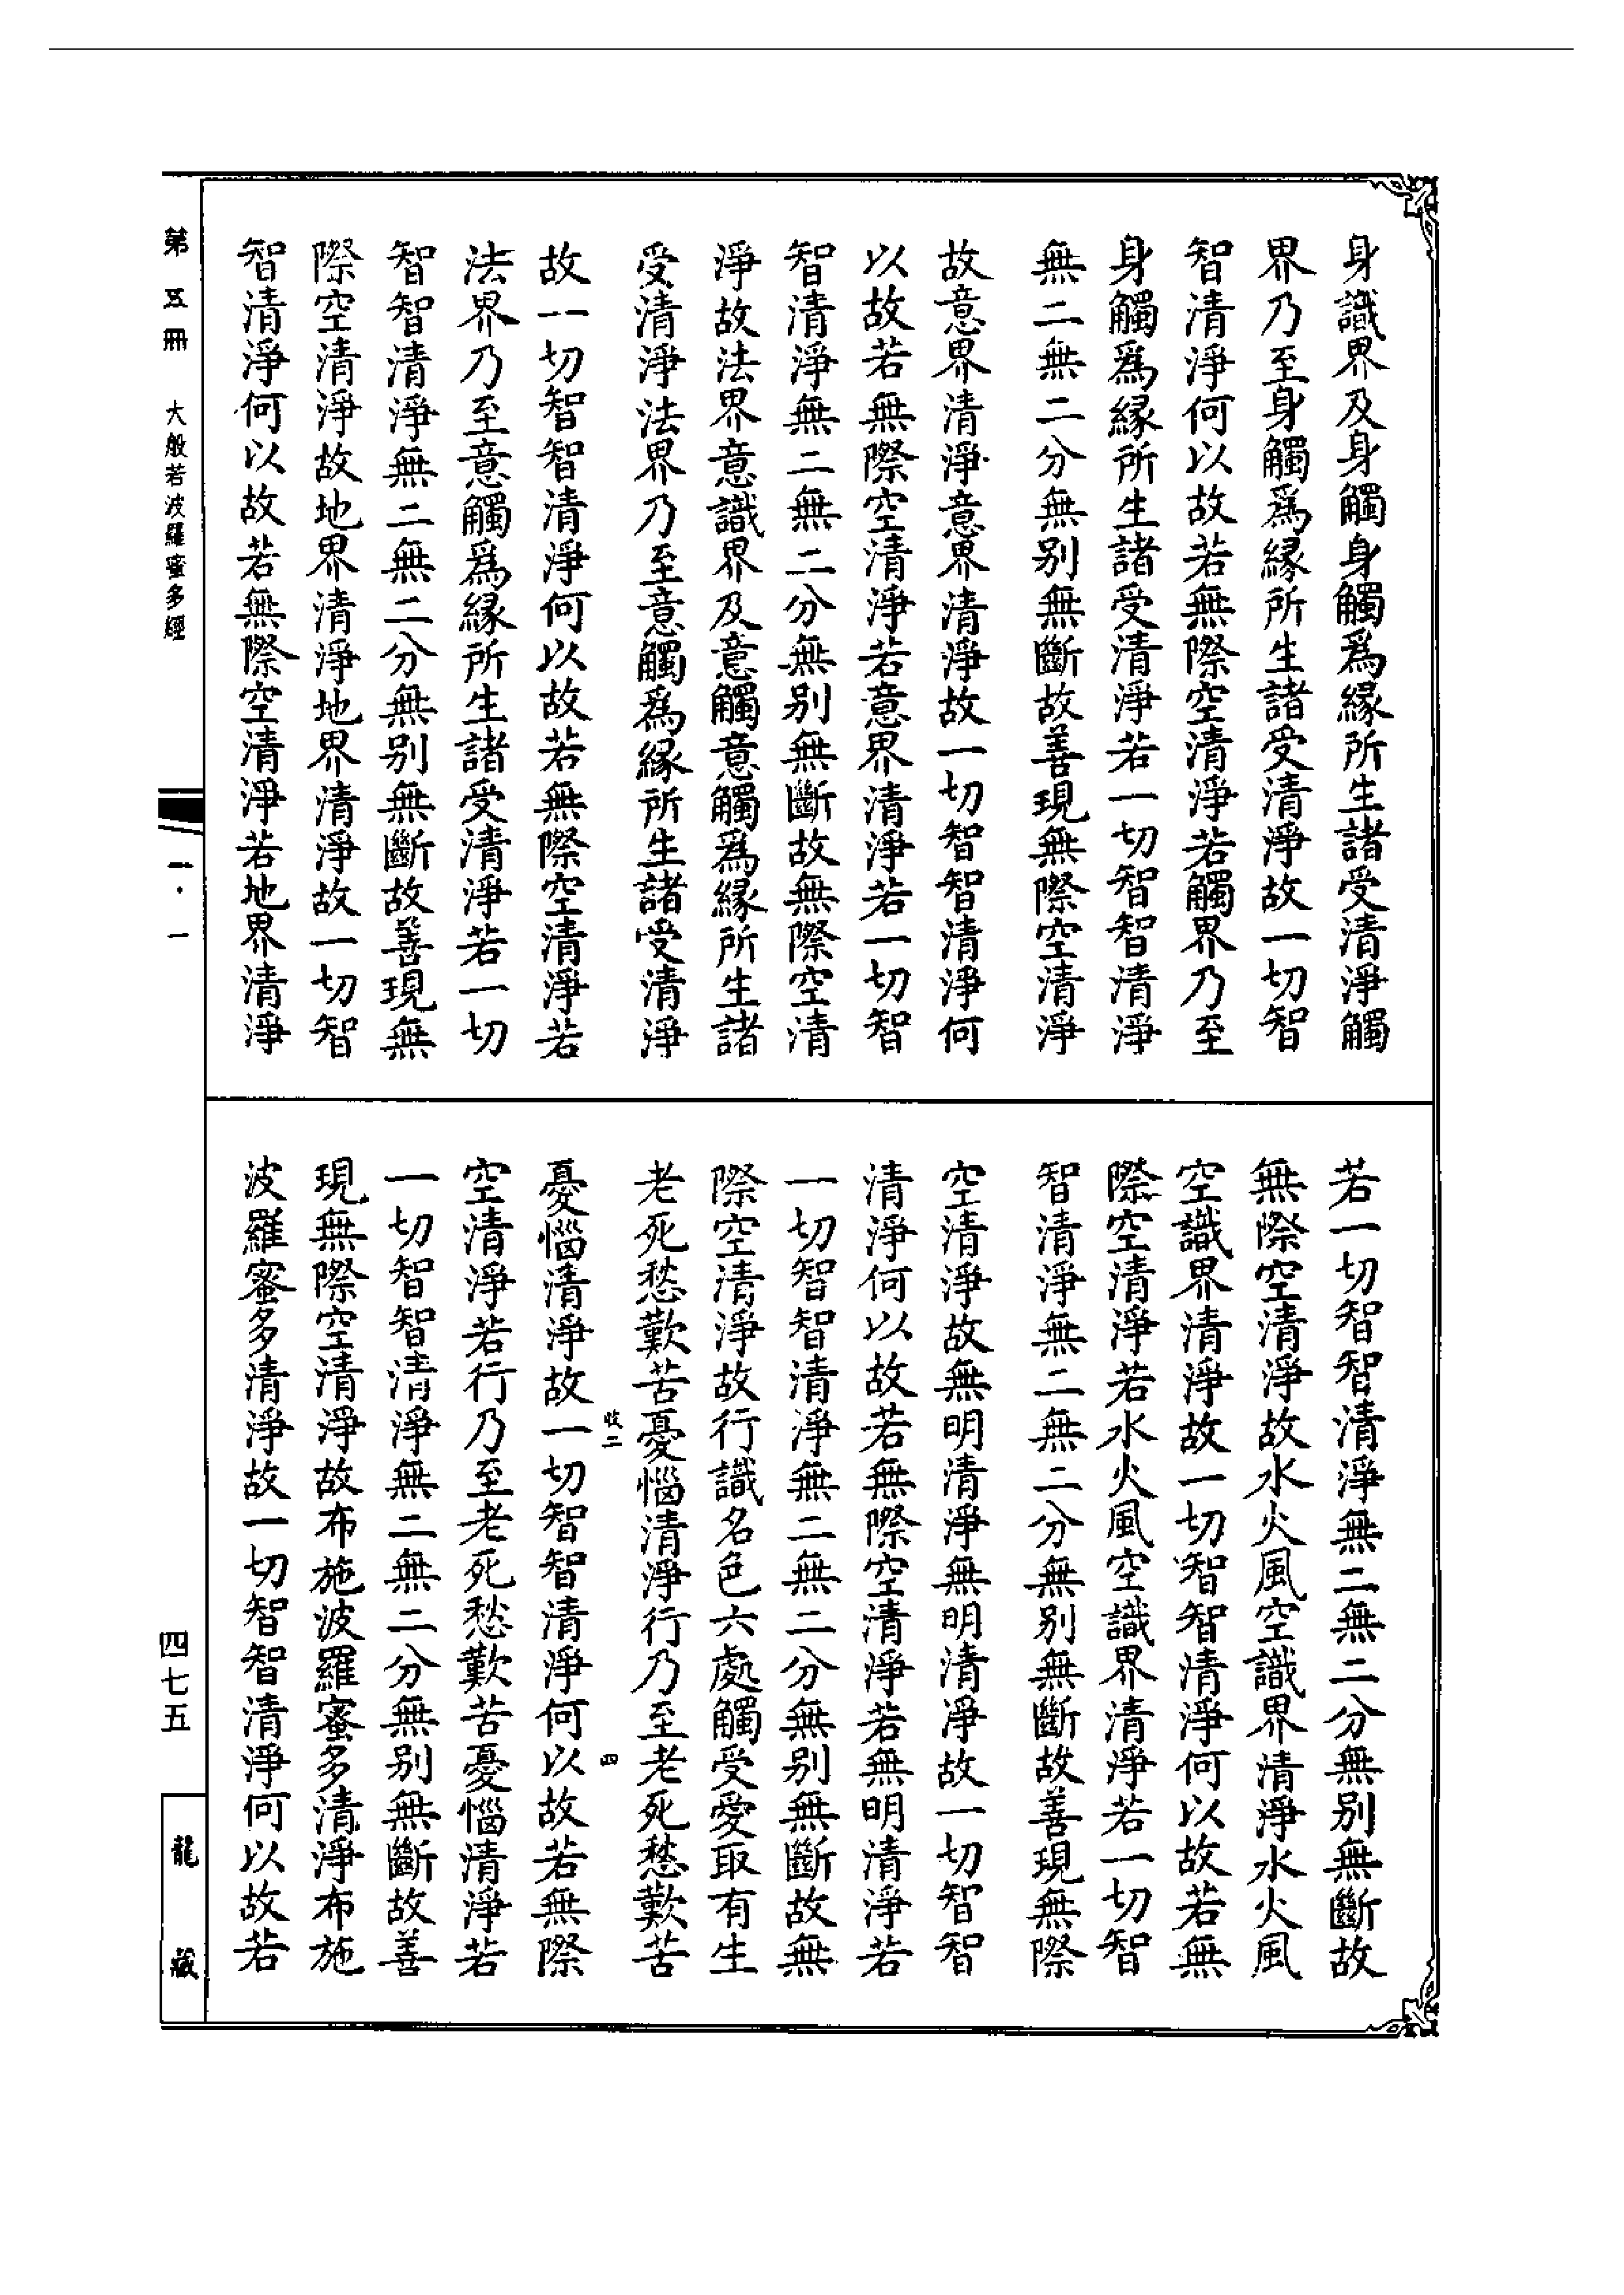 身識界及身觸身觸爲緣所生諸受清淨觸
界乃至身觸爲緣所生諸受清淨故一切智
智清淨何以故若無際空清淨若觸界乃至
身觸爲緣所生諸受清淨若一切智智清淨
無二無二分無别無斷故善現無際空清淨
故意界清淨意界清淨故一切智智清淨何
以故若無際空清淨若意界清淨若一切智
智清淨無二無二分無别無斷故無際空清
淨故法界意識界及意觸意觸爲緣所生諸
受清淨法界乃至意觸爲緣所生諸受清淨
故一切智智清淨何以故若無際空清淨若
法界乃至意觸爲緣所生諸受清淨若一切
智智清淨無二無二分無别無斷故善現無
際空清淨故地界清淨地界清淨故一切智
智清淨何以故若無際空清淨若地界清淨
若一切智智清淨無二無二分無别無斷故
無際空清淨故水火風空識界清淨水火風
空識界清淨故一切智智清淨何以故若無
際空清淨若水火風空識界清淨若一切智
智清淨無二無二分無别無斷故善現無際
空清淨故無明清淨無明清淨故一切智智
清淨何以故若無際空清淨若無明清淨若
一切智智清淨無二無二分無别無斷故無
際空清淨故行識名色六處觸受愛取有生
老死愁歎苦憂惱清淨行乃至老死愁歎苦
收二 四
憂惱清淨故一切智智清淨何以故若無際
空清淨若行乃至老死愁歎苦憂惱清淨若
一切智智清淨無二無二分無别無斷故善
現無際空清淨故布施波羅蜜多清淨布施
波羅蜜多清淨故一切智智清淨何以故若
第五冊 大般若波羅蜜多經
一·一
四七五
龍藏